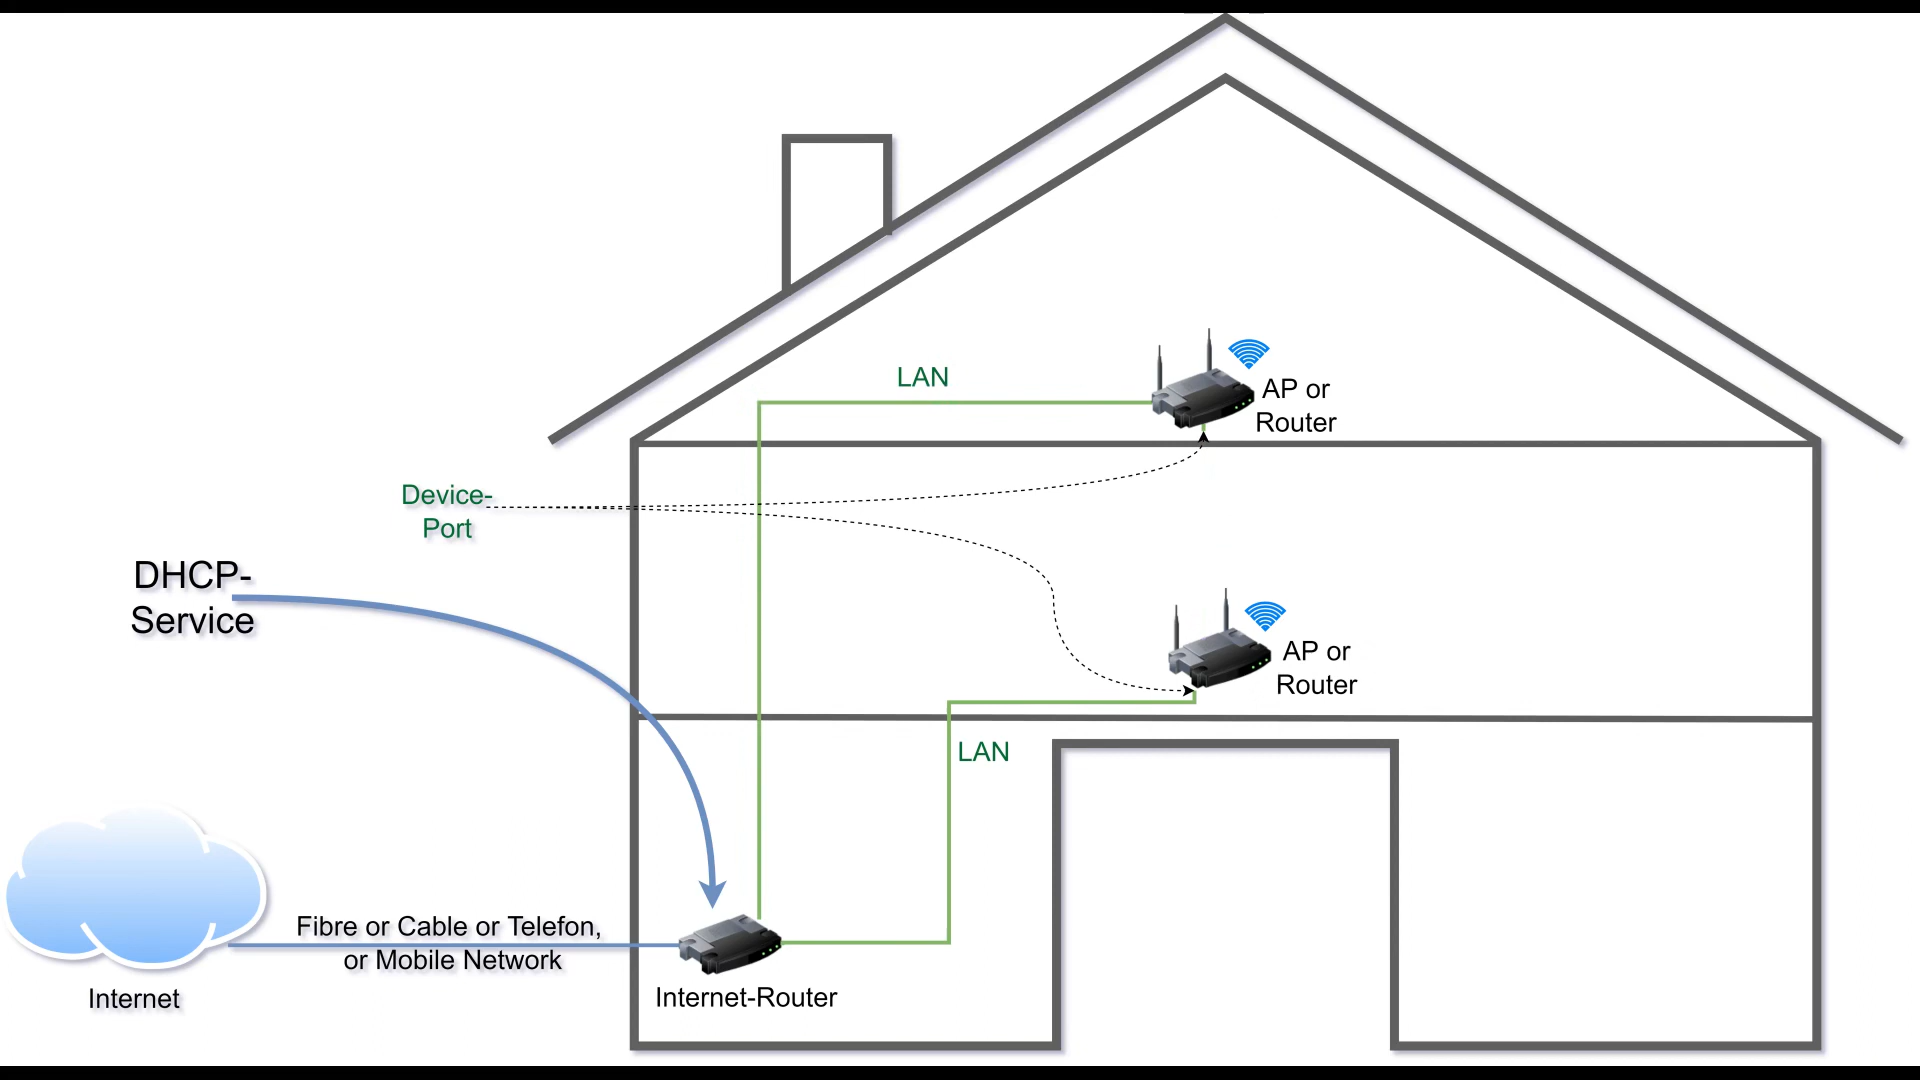 LAN
AP or
Router
Device-
Port
DHCP-
Service
AP or
Router
LAN
Fibre or Cable or Telefon,
or Mobile Network
Internet
Internet-Router